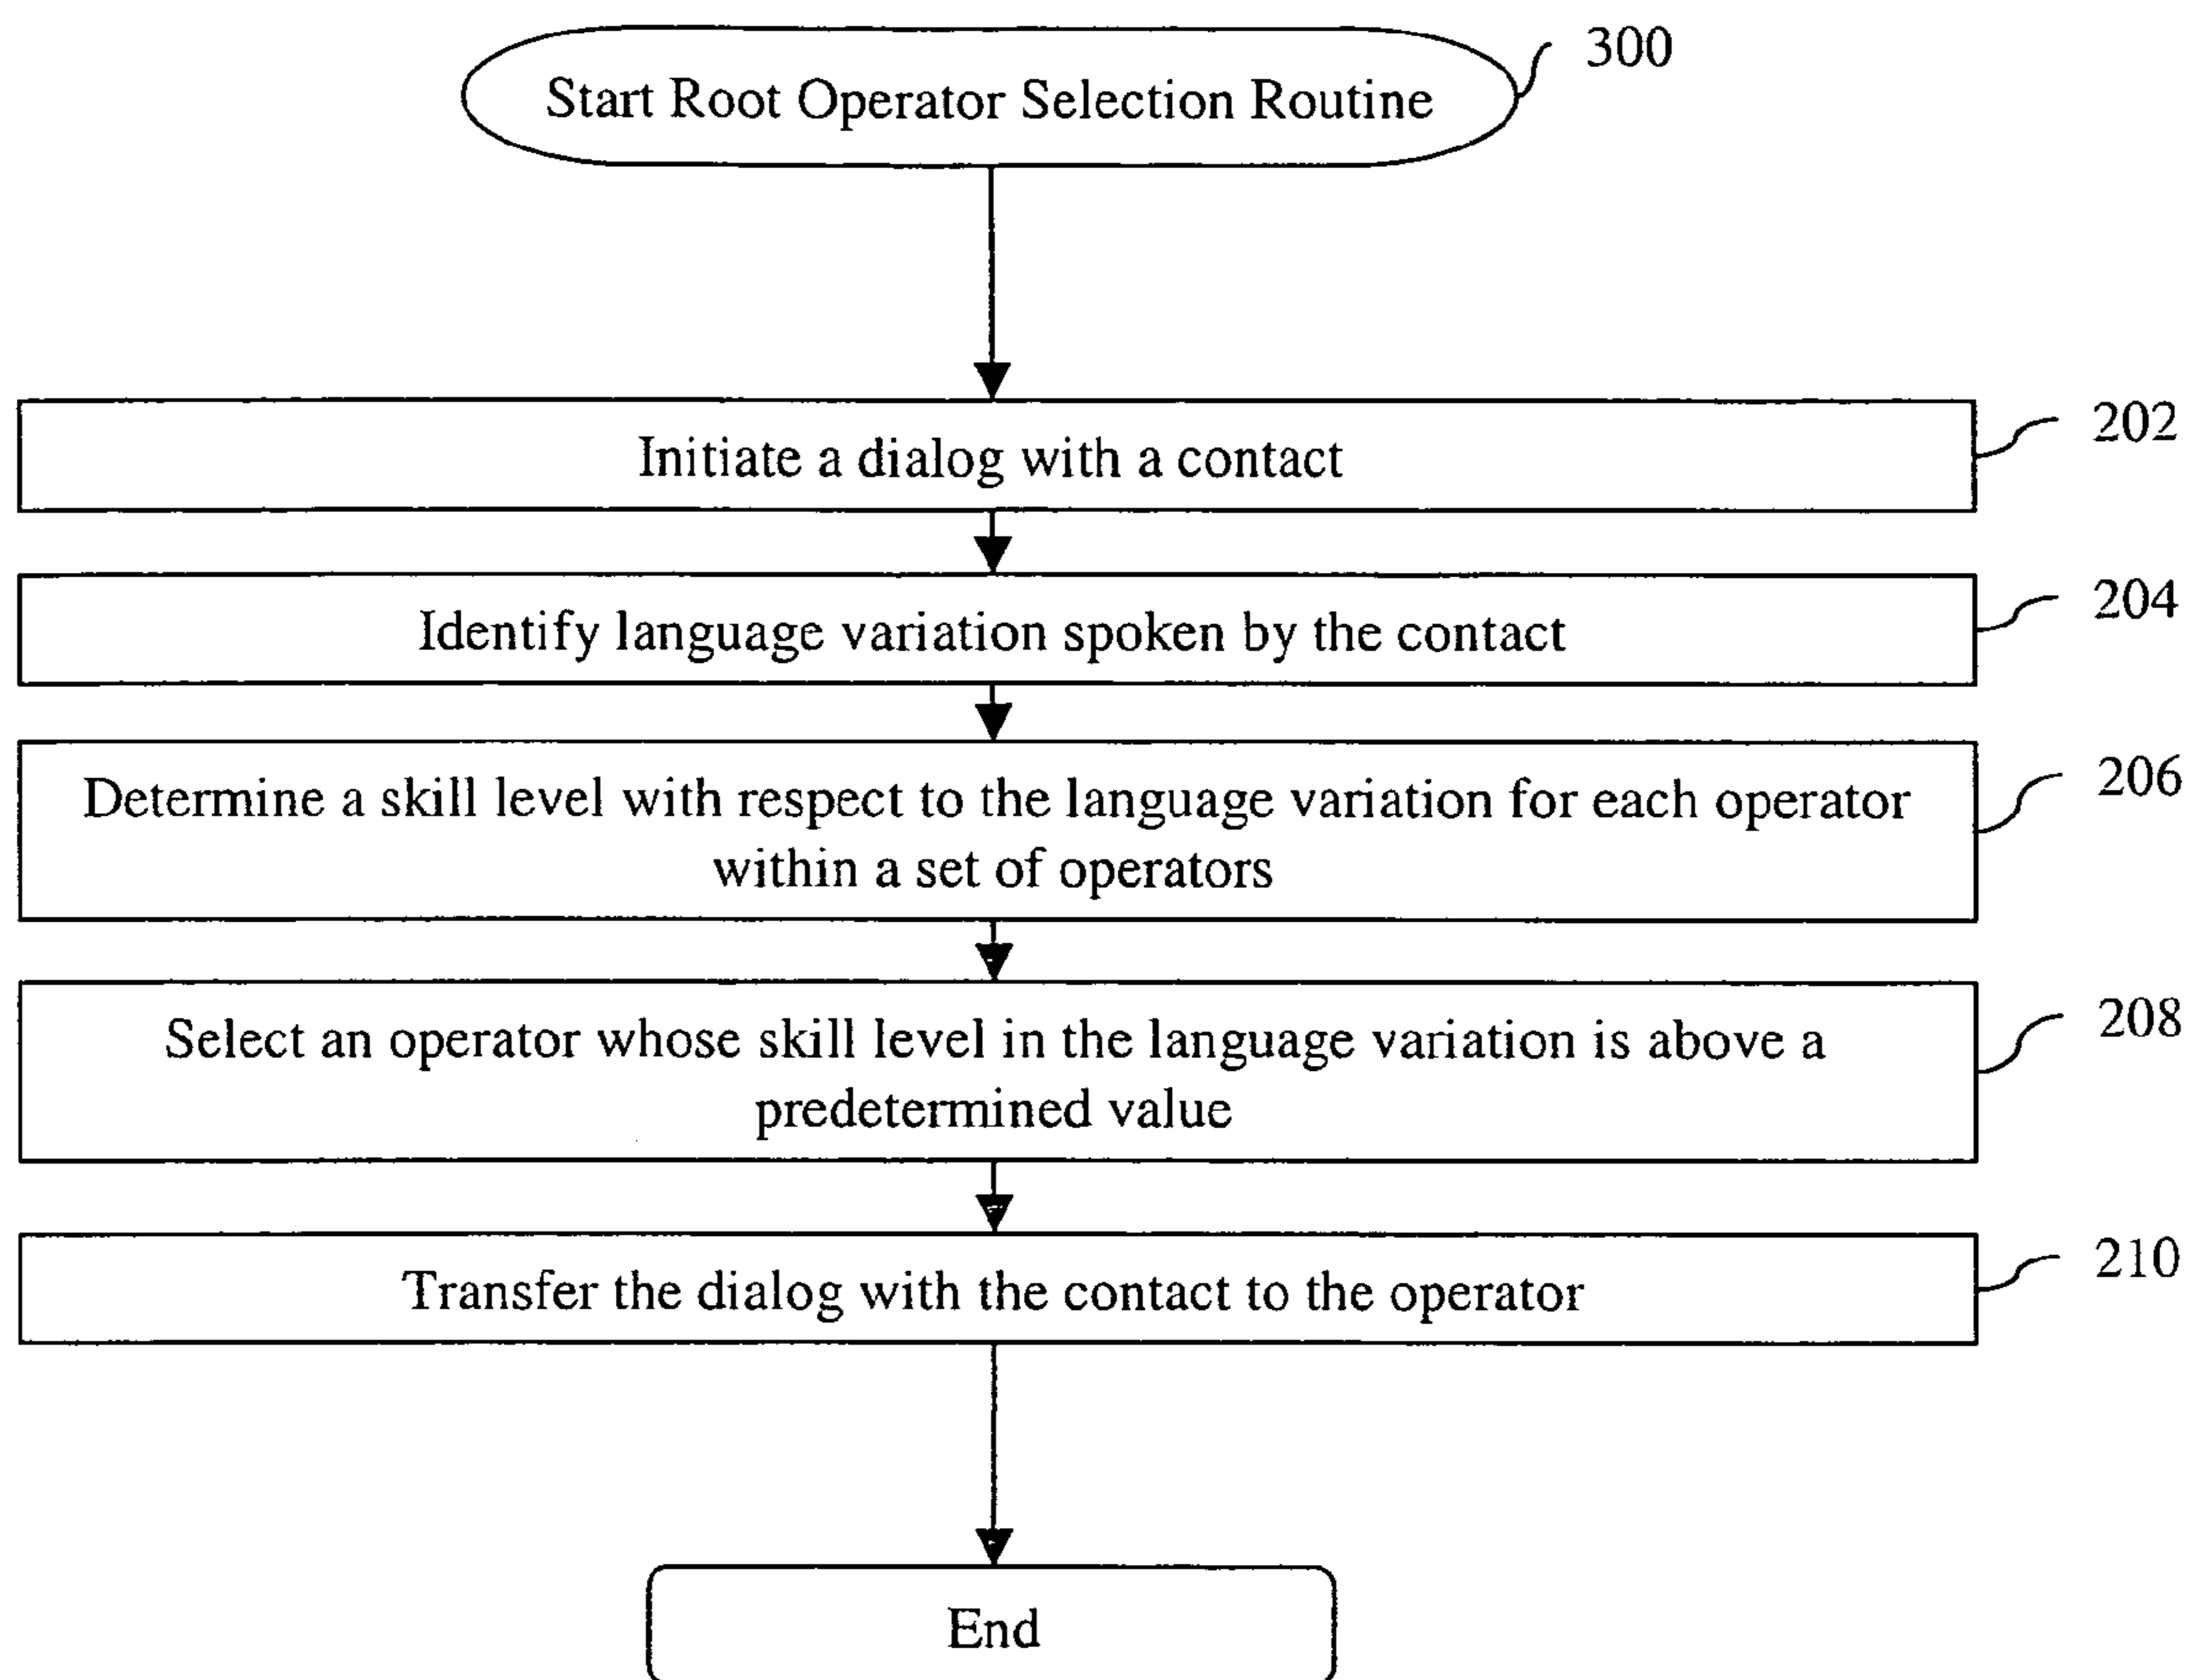 Start Root Operator Selection Routine
300
Initiate a dialog with a contact
202
Identify language variation spoken by the contact
204
Determine a skill level with respect to the language variation for each operator
within a set of operators
206
Select an operator whose skill level in the language variation is above a
predetermined value
208
Transfer the dialog with the contact to the operator
210
End